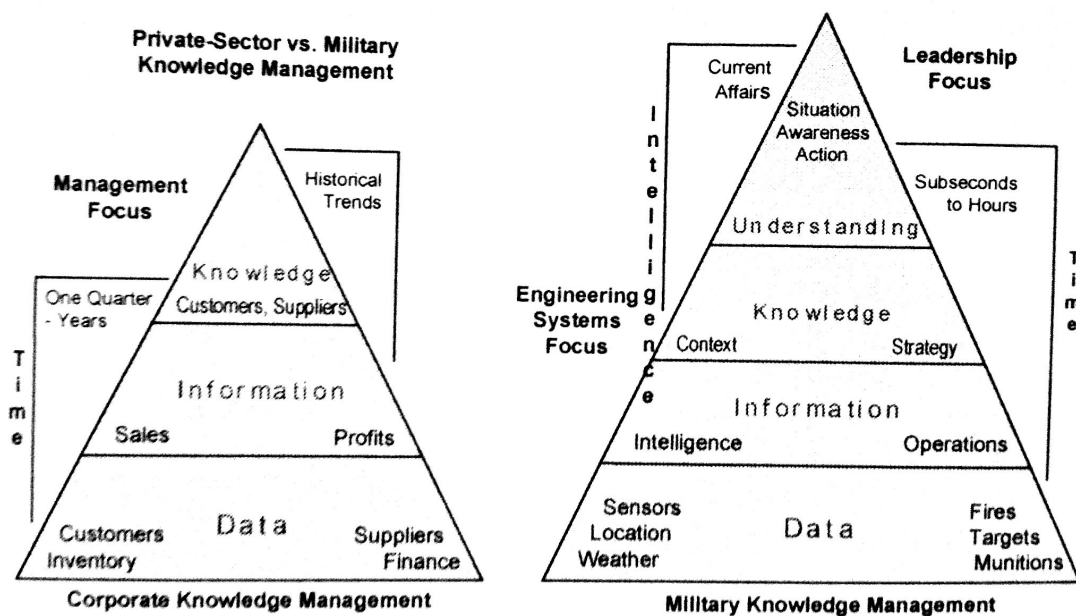 Private-Sector vs. Military
Knowledge Management
Management
Focus
Historical
Trends
Knowledge
Customers, Suppliers
One Quarter
- Years
Time
Information
Sales Profits
Data
Customers
Inventory
Suppliers
Finance
Corporate Knowledge Management
Current
Affairs
Leadership
Focus
Intelligence
Situation
Awareness
Action
Subseconds
to Hours
Understanding
Engineering
Systems
Focus
Knowledge
Context Strategy
Time
Information
Intelligence Operations
Sensors
Location
Weather
Data
Fires
Targets
Munitions
Military Knowledge Management